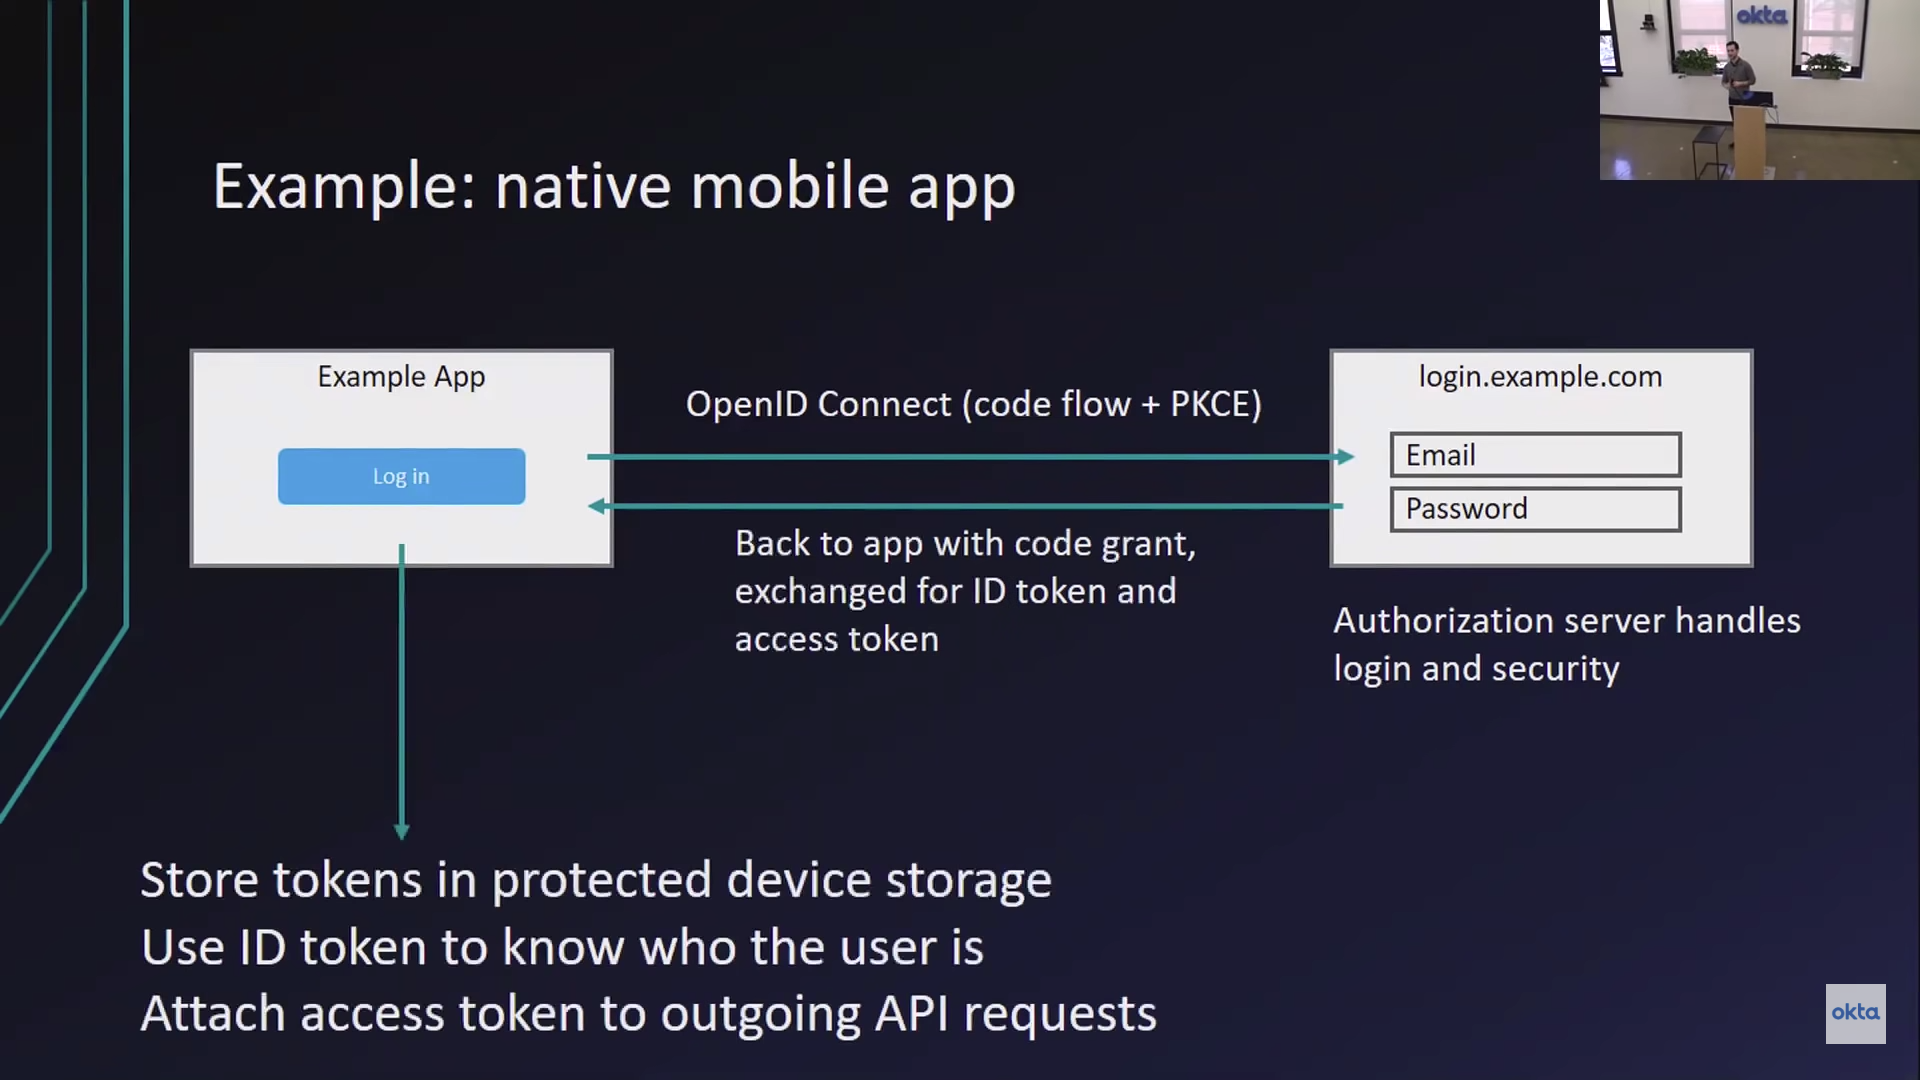 okta
Example: native mobile app
Example App
Log in
OpenID Connect (code flow + PKCE)
Back to app with code grant,
exchanged for ID token and
access token
login.example.com
Email
Password
Authorization server handles
login and security
Store tokens in protected device storage
Use ID token to know who the user is
Attach access token to outgoing API requests
okta